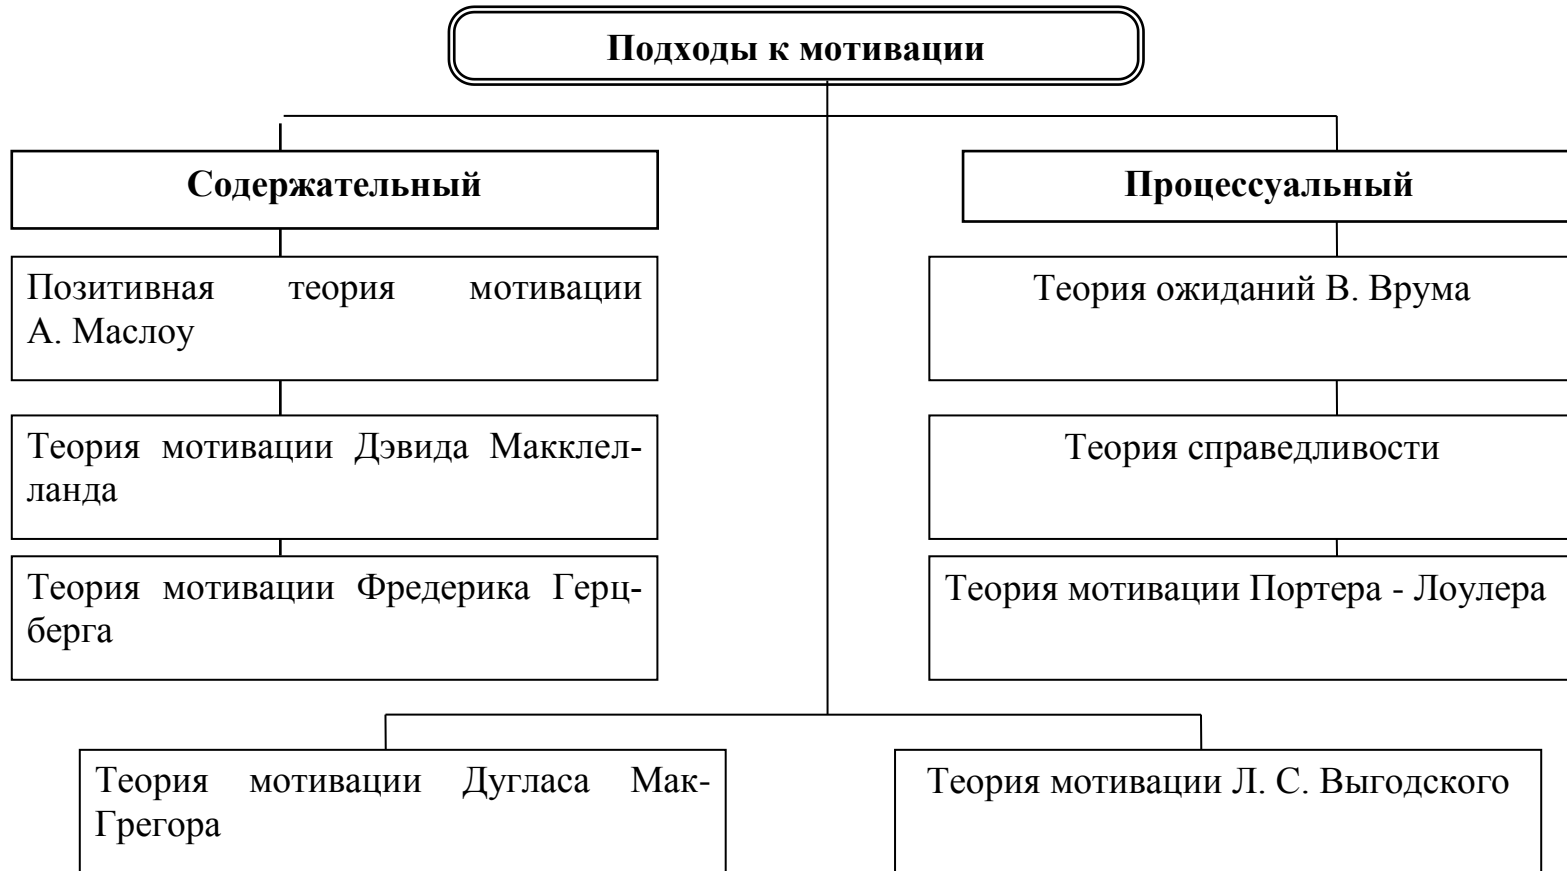 Подходы к мотивации
Содержательный
Процессуальный
Позитивная теория мотивации
А. Маслоу
Теория ожиданий В. Врума
Теория мотивации Дэвида Макклел-
ланда
Теория справедливости
Теория мотивации Фредерика Герц-
берга
Теория мотивации Портера - Лоулера
Теория мотивации Дугласа Мак-
Грегора
Теория мотивации Л. С. Выгодского